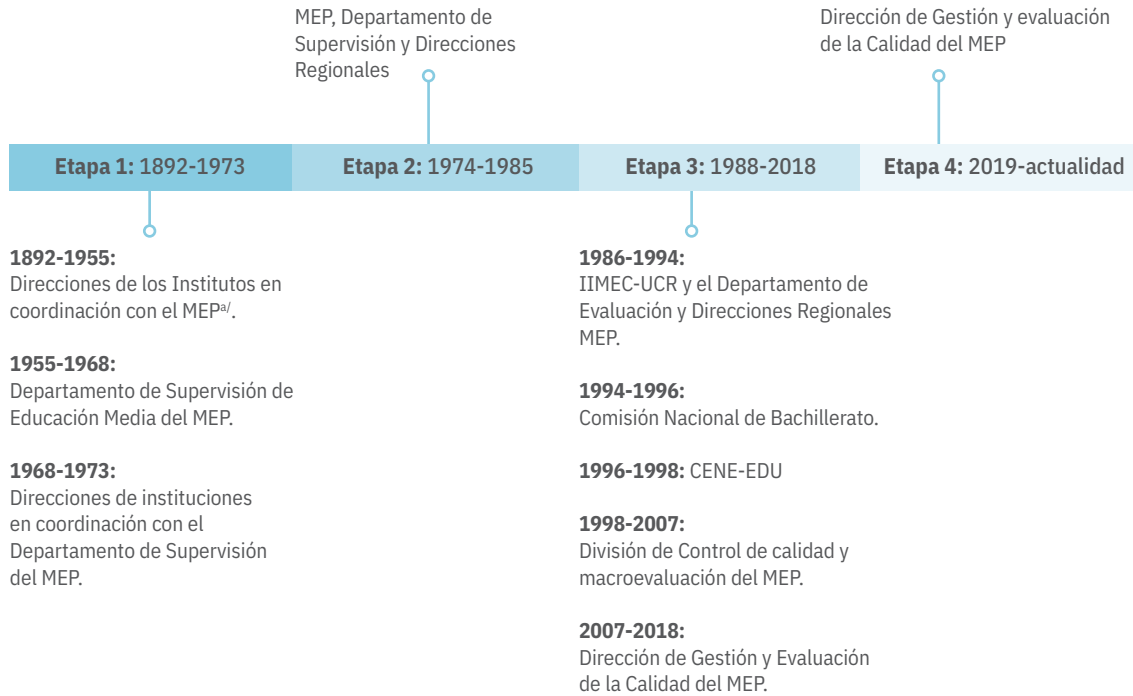 MEP, Departamento de
Supervisión y Direcciones
Regionales
Dirección de Gestión y evaluación
de la Calidad del MEP
Etapa 1: 1892-1973
Etapa 2: 1974-1985
Etapa 3: 1988-2018
Etapa 4: 2019-actualidad
1892-1955:
Direcciones de los Institutos en
coordinación con el MEPa/.
1955-1968:
Departamento de Supervisión de
Educación Media del MEP.
1968-1973:
Direcciones de instituciones
en coordinación con el
Departamento de Supervisión
del MEP.
1986-1994:
IIMEC-UCR y el Departamento de
Evaluación y Direcciones Regionales
MEP.
1994-1996:
Comisión Nacional de Bachillerato.
1996-1998: CENE-EDU
1998-2007:
División de Control de calidad y
macroevaluación del MEP.
2007-2018:
Dirección de Gestión y Evaluación
de la Calidad del MEP.